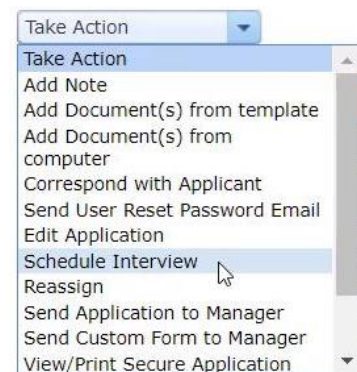 Take Action
Take Action
Add Note
Add Document(s) from template
Add Document(s) from
computer
Correspond with Applicant
Send User Reset Password Email
Edit Application
Schedule Interview
Reassign
Send Application to Manager
Send Custom Form to Manager
View/Print Secure Application